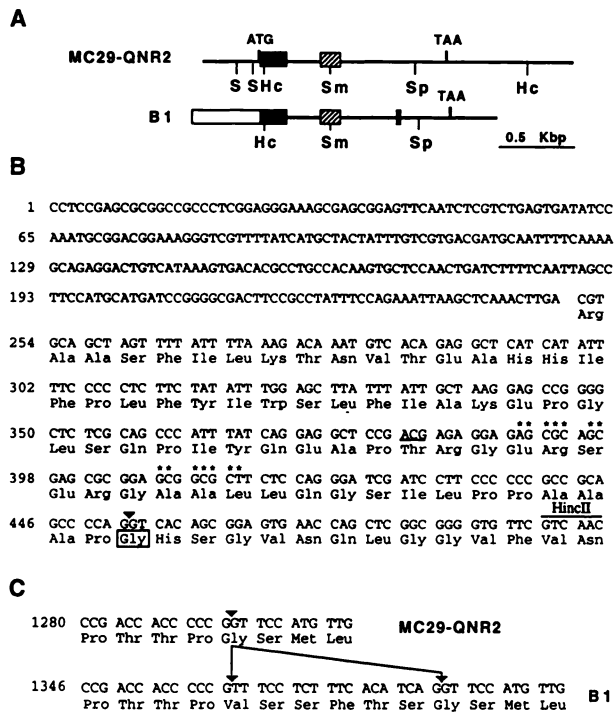 A
ATG
TAA
MC29-QNR2
S
S
Hc
Sm
Sp
Hc
TAA
B1
Hc
Sm
Sp
0.5 Kbp
B
1 CCTCCGAGCGCGGCCGCCCTCGGAGGGAAAGCGAGCGGAGTTCAATCTCGTCTGAGTGATATCC
65 AAATGCGGACGGAAAGGGTCGTTTTATCATGCTACTATTTGTCGTGACGATGCAATTTTCAAAA
129 GCAGAGGACTGTCATAAAGTGACACGCCTGCCACAAGTGCTCCAACTGATCTTTTCAATTAGCC
193 TTCCATGCATGATCCGGGGCGACTTCCGCCTATTTCCAGAAATTAAGCTCAAACTTGA CGT
Arg
254 GCA GCT AGT TTT ATT TTA AAG ACA AAT GTC ACA GAG GCT CAT CAT ATT
Ala Ala Ser Phe Ile Leu Lys Thr Asn Val Thr Glu Ala His His Ile
302 TTC CCC CTC TTC TAT ATT TGG AGC TTA TTT ATT GCT AAG GAG CCG GGG
Phe Pro Leu Phe Tyr Ile Trp Ser Leu Phe Ile Ala Lys Glu Pro Gly
** *** **
350 CTC TCG CAG CCC ATT TAT CAG GAG GCT CCG ACG AGA GGA GAG CGC AGC
Leu Ser Gln Pro Ile Tyr Gln Glu Ala Pro Thr Arg Gly Glu Arg Ser
** *** **
398 GAG CGC GGA GCG GCG CTT CTC CAG GGA TCG ATC CTT CCC CCC GCC GCA
Glu Arg Gly Ala Ala Leu Leu Gln Gly Ser Ile Leu Pro Pro Ala Ala
HincII
446 GCC CCA GGT CAC AGC GGA GTG AAC CAG CTC GGC GGG GTG TTC GTC AAC
Ala Pro Gly His Ser Gly Val Asn Gln Leu Gly Gly Val Phe Val Asn
C
1280 CCG ACC ACC CCC GGT TCC ATG TTG
MC29-QNR2
Pro Thr Thr Pro Gly Ser Met Leu
1346 CCG ACC ACC CCC GTT TCC TCT TTC ACA TCA GGT TCC ATG TTG
B1
Pro Thr Thr Pro Val Ser Ser Phe Thr Ser Gly Ser Met Leu